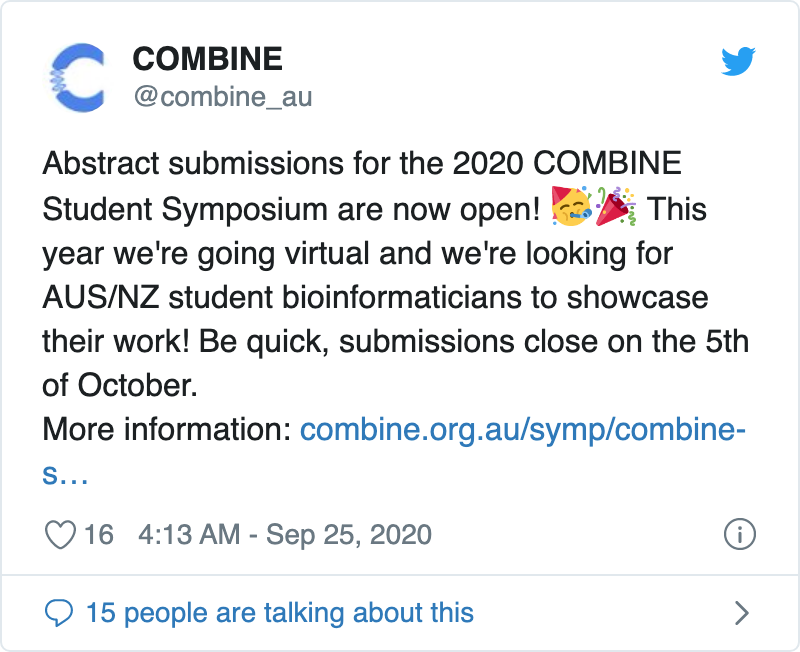 COMBINE
@combine_au
Abstract submissions for the 2020 COMBINE
Student Symposium are now open! 🥳🎉 This
year we're going virtual and we're looking for
AUS/NZ student bioinformaticians to showcase
their work! Be quick, submissions close on the 5th
of October.
More information: combine.org.au/symp/combine-
s…
16 4:13 AM - Sep 25, 2020
15 people are talking about this